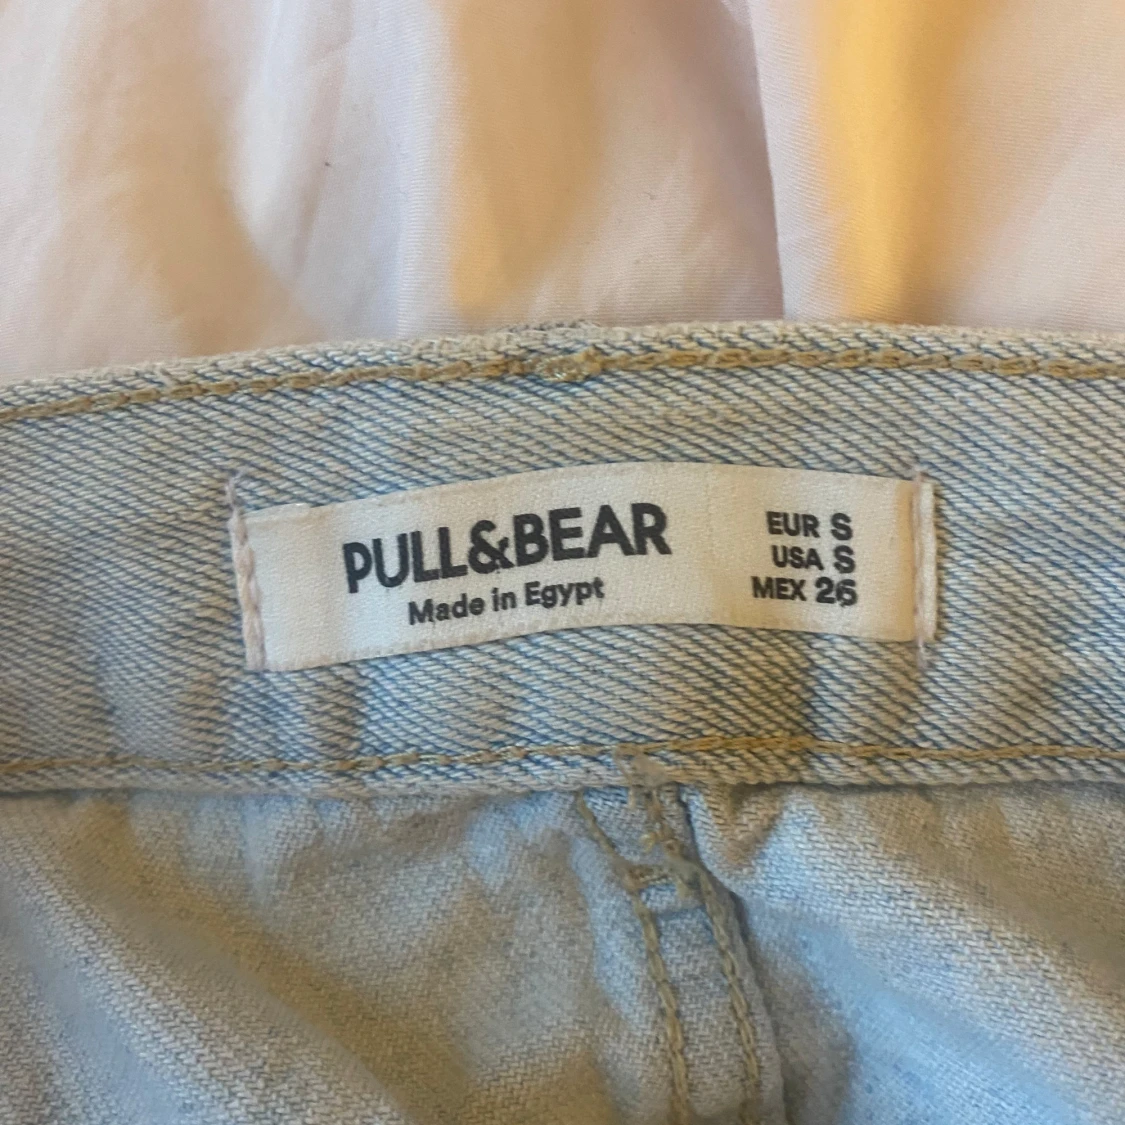 PULL&BEAR
Made in Egypt
EUR S
USA S
MEX 26